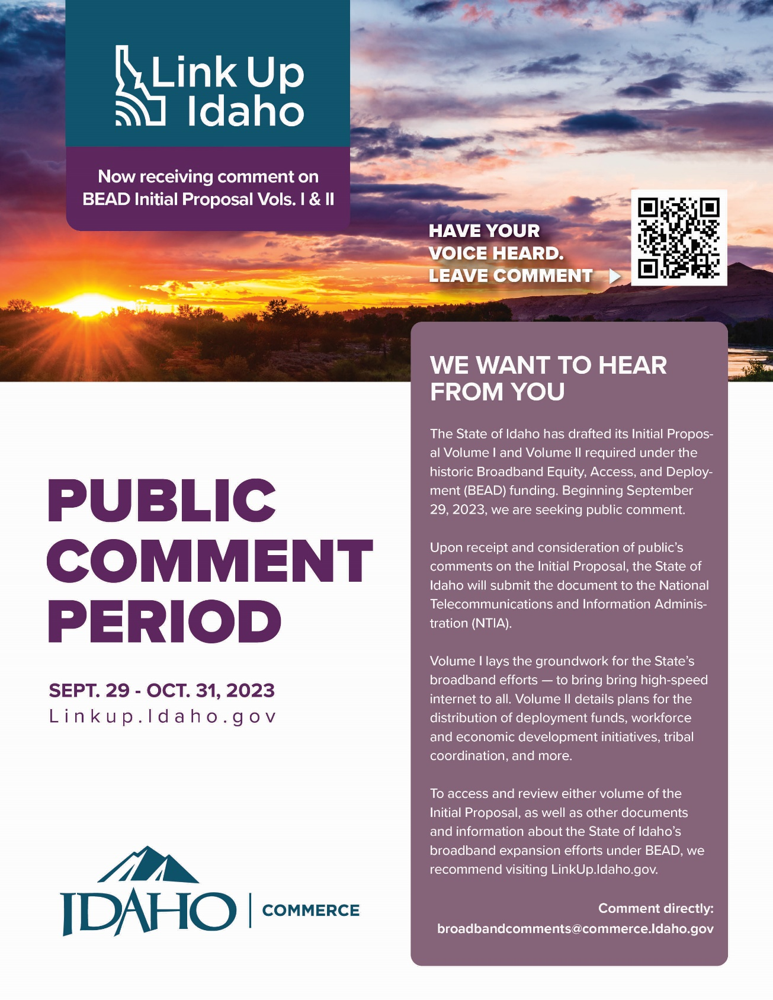 Link Up
Idaho
Now receiving comment on
BEAD Initial Proposal Vols. I & II
HAVE YOUR
VOICE HEARD.
LEAVE COMMENT
WE WANT TO HEAR
FROM YOU
The State of Idaho has drafted its Initial Propos-
al Volume I and Volume II required under the
historic Broadband Equity, Access, and Deploy-
ment (BEAD) funding. Beginning September
29, 2023, we are seeking public comment.
Upon receipt and consideration of public’s
comments on the Initial Proposal, the State of
Idaho will submit the document to the National
Telecommunications and Information Adminis-
tration (NTIA).
Volume I lays the groundwork for the State’s
broadband efforts — to bring bring high-speed
internet to all. Volume II details plans for the
distribution of deployment funds, workforce
and economic development initiatives, tribal
coordination, and more.
To access and review either volume of the
Initial Proposal, as well as other documents
and information about the State of Idaho’s
broadband expansion efforts under BEAD, we
recommend visiting LinkUp.Idaho.gov.
Comment directly:
broadbandcomments@commerce.Idaho.gov
PUBLIC
COMMENT
PERIOD
SEPT. 29 - OCT. 31, 2023
Linkup.Idaho.gov
IDAHO | COMMERCE